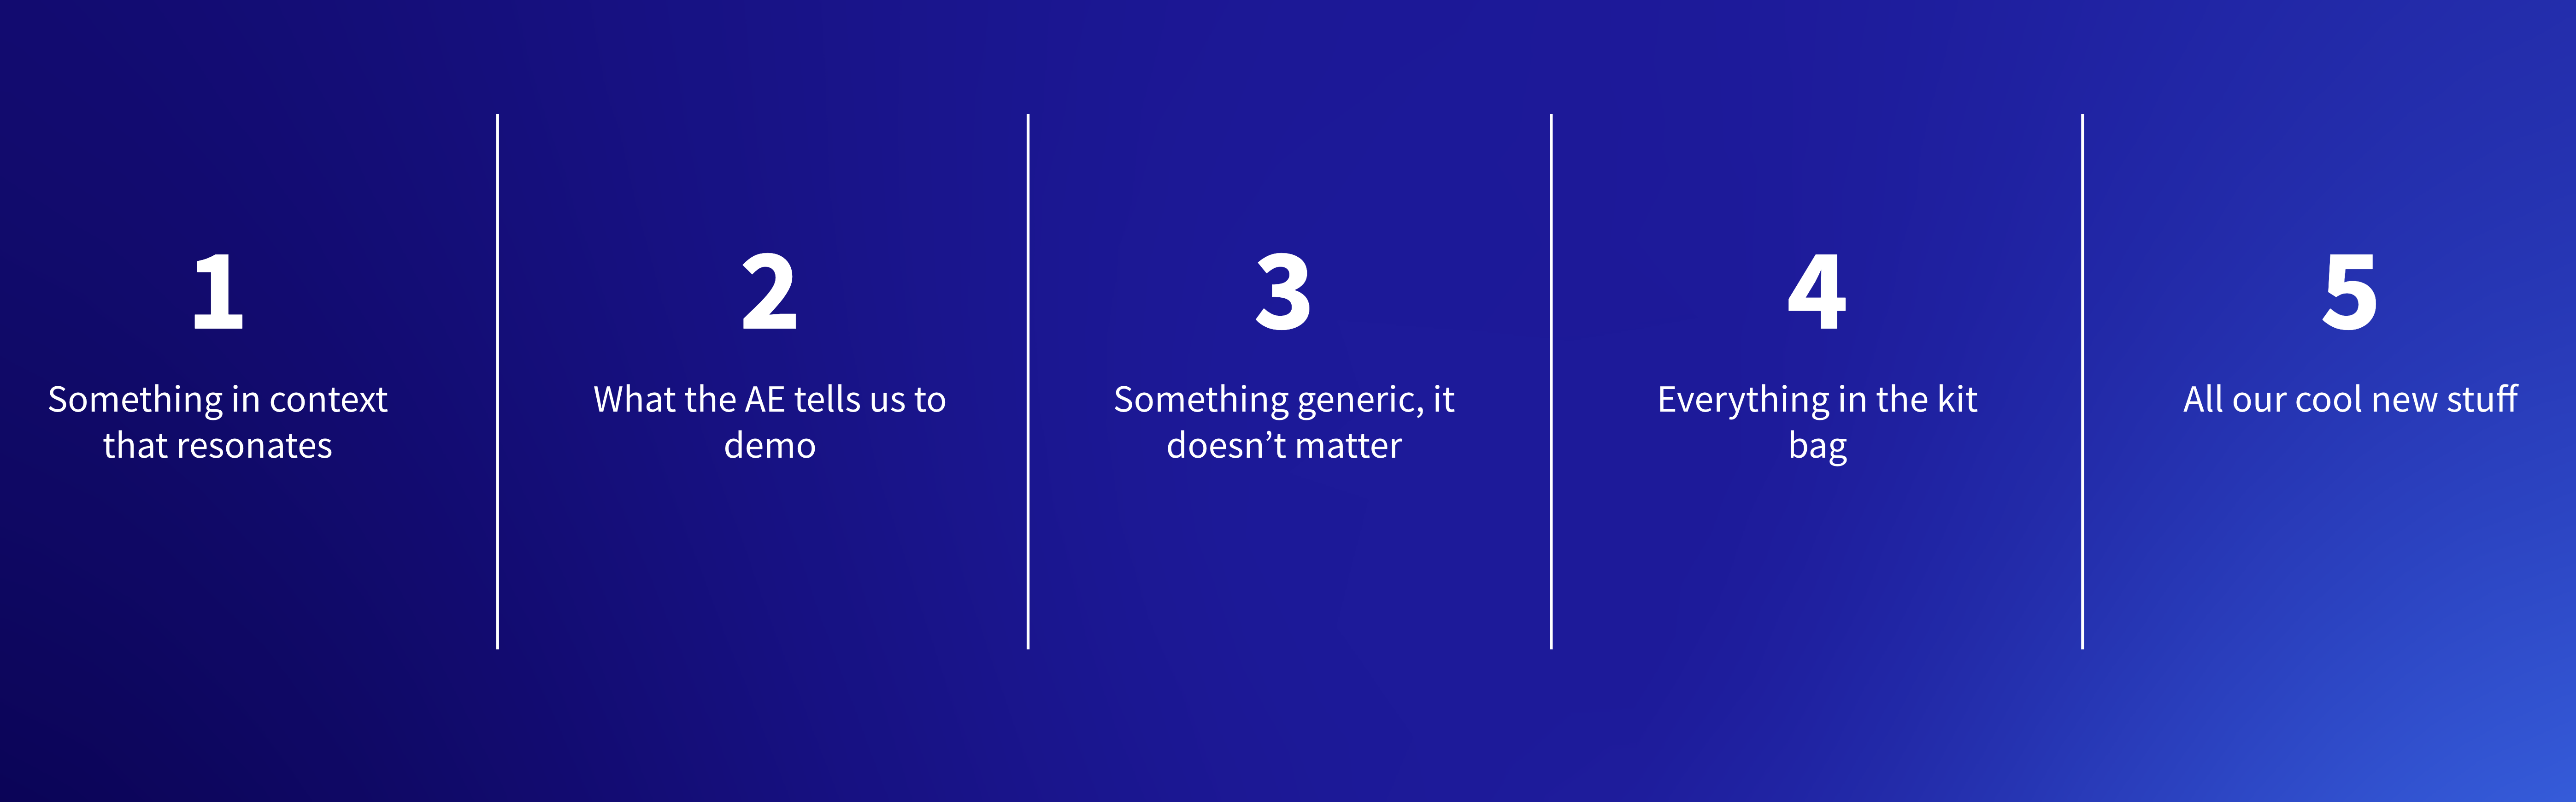 1
Something in context
that resonates
2
What the AE tells us to
demo
3
Something generic, it
doesn’t matter
4
Everything in the kit
bag
5
All our cool new stuff